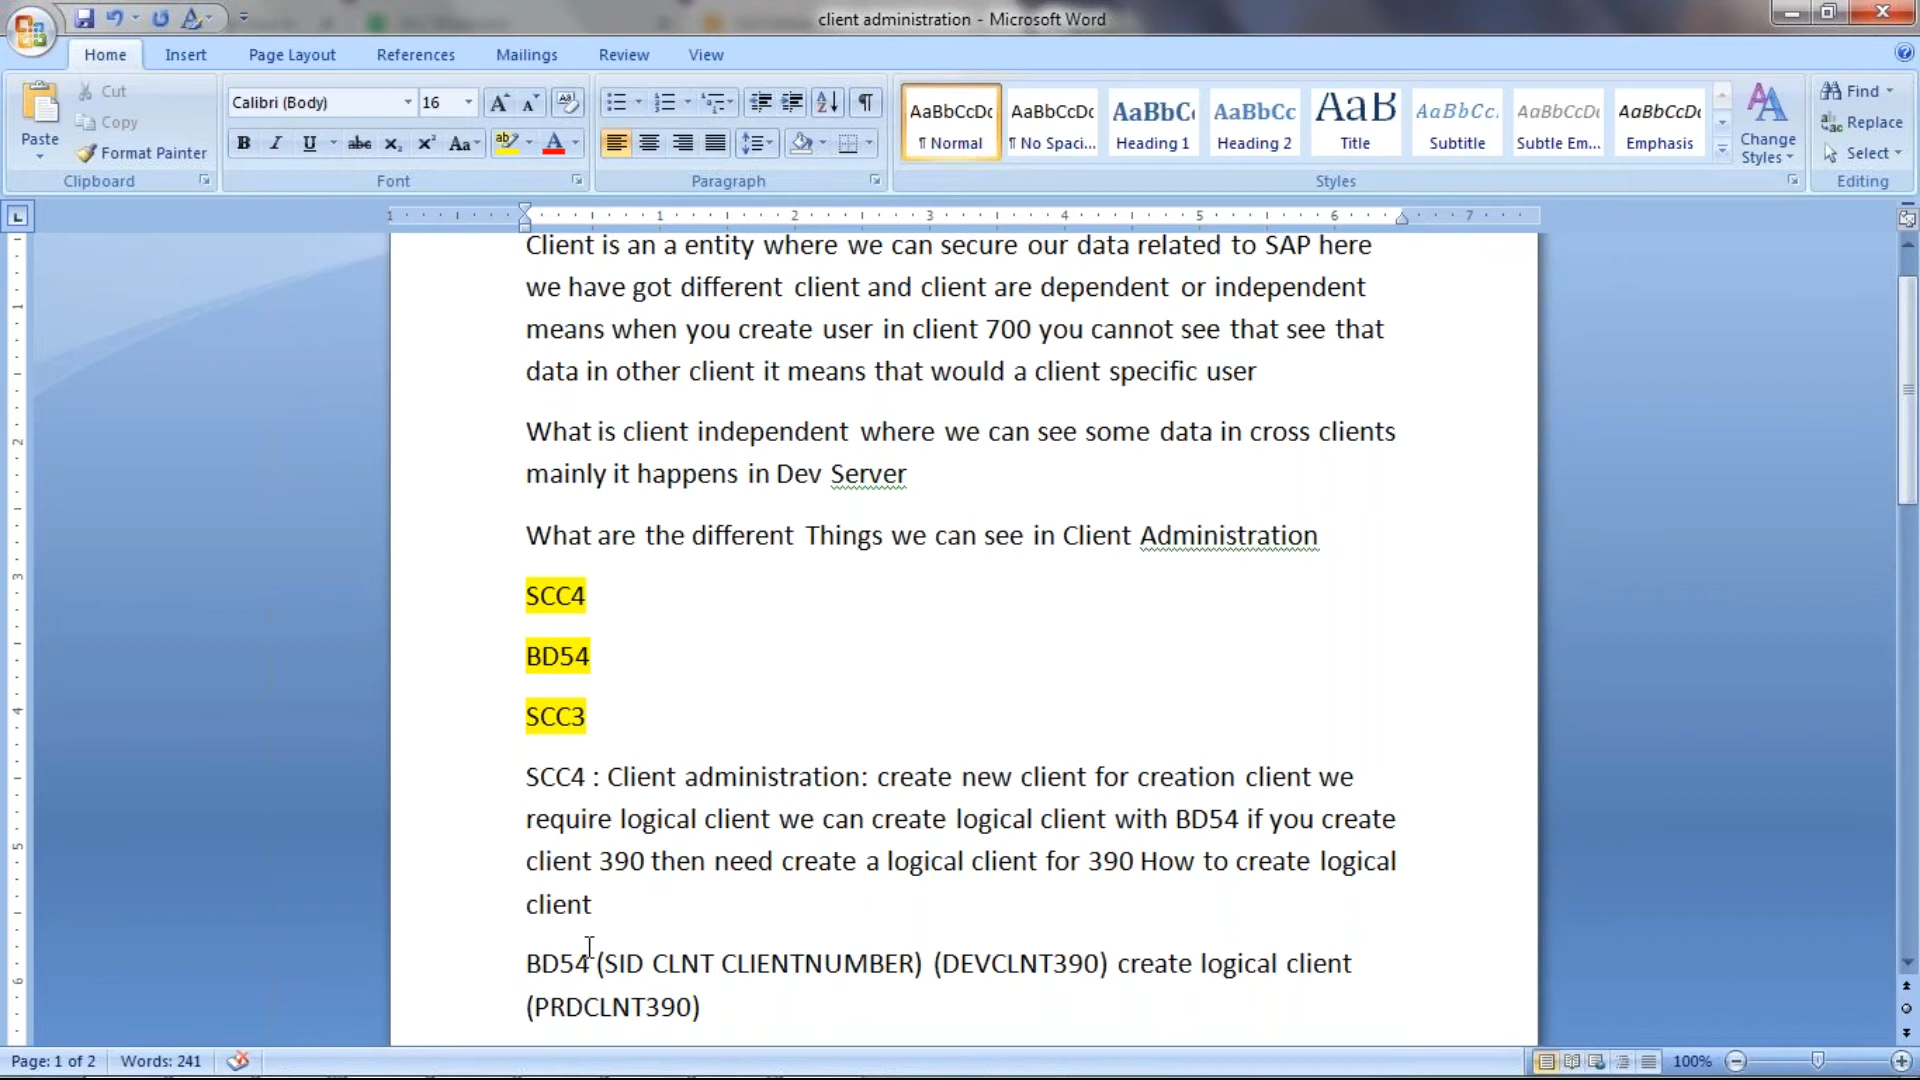 client administration - Microsoft Word
Home Insert Page Layout References Mailings Review View
Paste
Cut
Copy
Format Painter
Clipboard
Calibri (Body) 16
Font
Paragraph
AaBbCcDc AaBbCcDc AaBbC AaBbCc AaB AaBbCc. AaBbCcDc AaBbCcDc
¶ Normal ¶ No Spaci... Heading 1 Heading 2 Title Subtitle Subtle Em... Emphasis
Change Styles
Styles
Find
Replace
Select
Editing
1 1 2 3 4 5 6 7
Client is an a entity where we can secure our data related to SAP here
we have got different client and client are dependent or independent
means when you create user in client 700 you cannot see that see that
data in other client it means that would a client specific user
What is client independent where we can see some data in cross clients
mainly it happens in Dev Server
What are the different Things we can see in Client Administration
SCC4
BD54
SCC3
SCC4 : Client administration: create new client for creation client we
require logical client we can create logical client with BD54 if you create
client 390 then need create a logical client for 390 How to create logical
client
BD54 (SID CLNT CLIENTNUMBER) (DEVCLNT390) create logical client
(PRDCLNT390)
Page: 1 of 2 Words: 241 100%